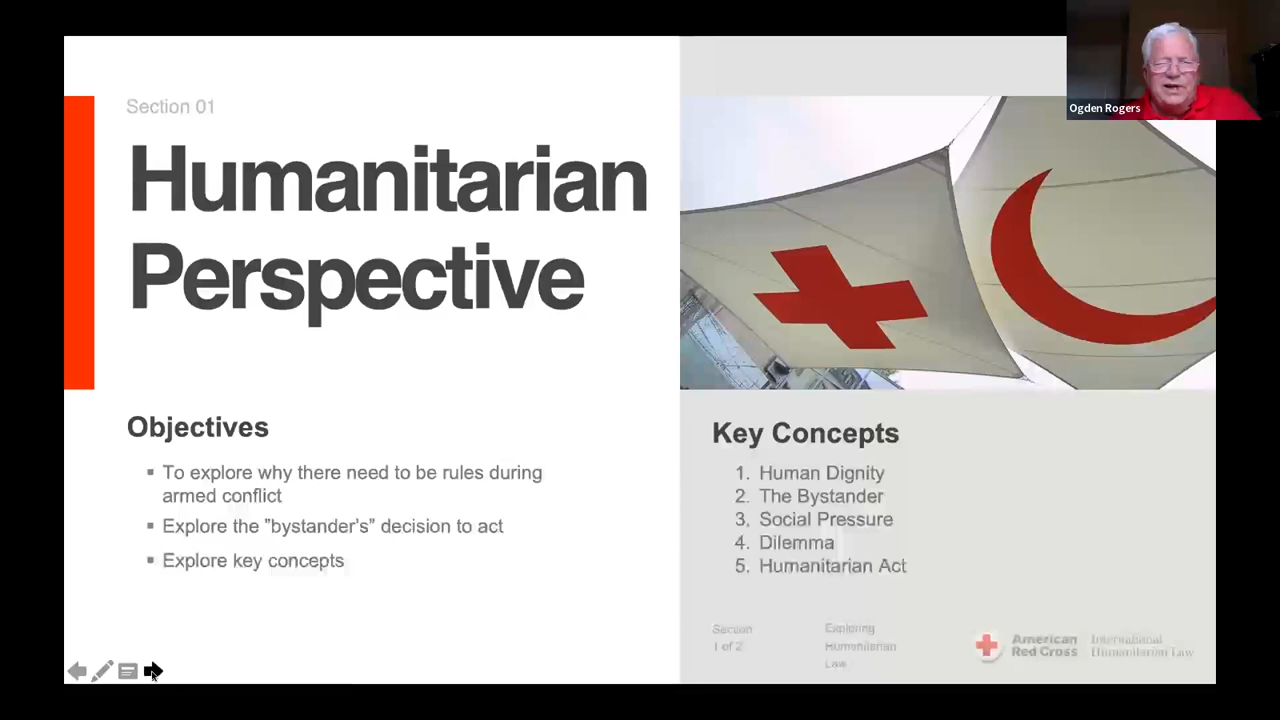 Ogden Rogers
Section 01
Humanitarian
Perspective
Objectives
▪ To explore why there need to be rules during
armed conflict
▪ Explore the "bystander's" decision to act
▪ Explore key concepts
Key Concepts
1. Human Dignity
2. The Bystander
3. Social Pressure
4. Dilemma
5. Humanitarian Act
Section
1 of 2
Exploring
Humanitarian
Law
American
Red Cross
International
Humanitarian Law